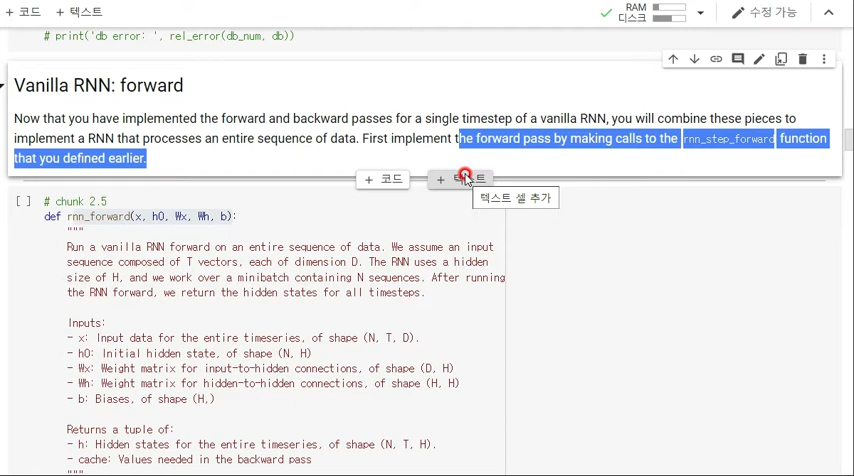 + 코드 + 텍스트
RAM
디스크
수정 가능
# print('db error: ', rel_error(db_num, db))
Vanilla RNN: forward
Now that you have implemented the forward and backward passes for a single timestep of a vanilla RNN, you will combine these pieces to
implement a RNN that processes an entire sequence of data. First implement the forward pass by making calls to the rnn_step_forward function
that you defined earlier.
+ 코드 + 텍스트
텍스트 셀 추가
[ ] # chunk 2.5
def rnn_forward(x, h0, Wx, Wh, b):
"""
Run a vanilla RNN forward on an entire sequence of data. We assume an input
sequence composed of T vectors, each of dimension D. The RNN uses a hidden
size of H, and we work over a minibatch containing N sequences. After running
the RNN forward, we return the hidden states for all timesteps.
Inputs:
- x: Input data for the entire timeseries, of shape (N, T, D).
- h0: Initial hidden state, of shape (N, H)
- Wx: Weight matrix for input-to-hidden connections, of shape (D, H)
- Wh: Weight matrix for hidden-to-hidden connections, of shape (H, H)
- b: Biases, of shape (H,)
Returns a tuple of:
- h: Hidden states for the entire timeseries, of shape (N, T, H).
- cache: Values needed in the backward pass
"""